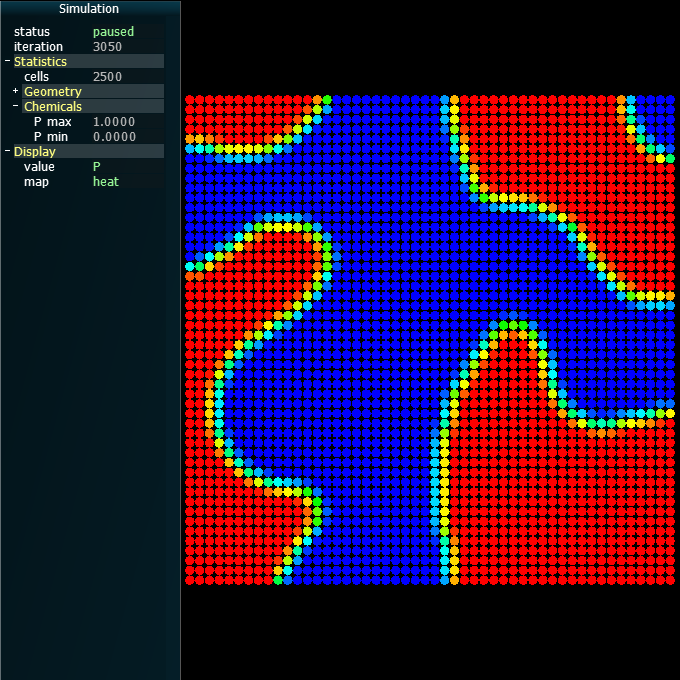 Simulation
status paused
iteration 3050
- Statistics
cells 2500
+ Geometry
- Chemicals
P max 1.0000
P min 0.0000
- Display
value P
map heat